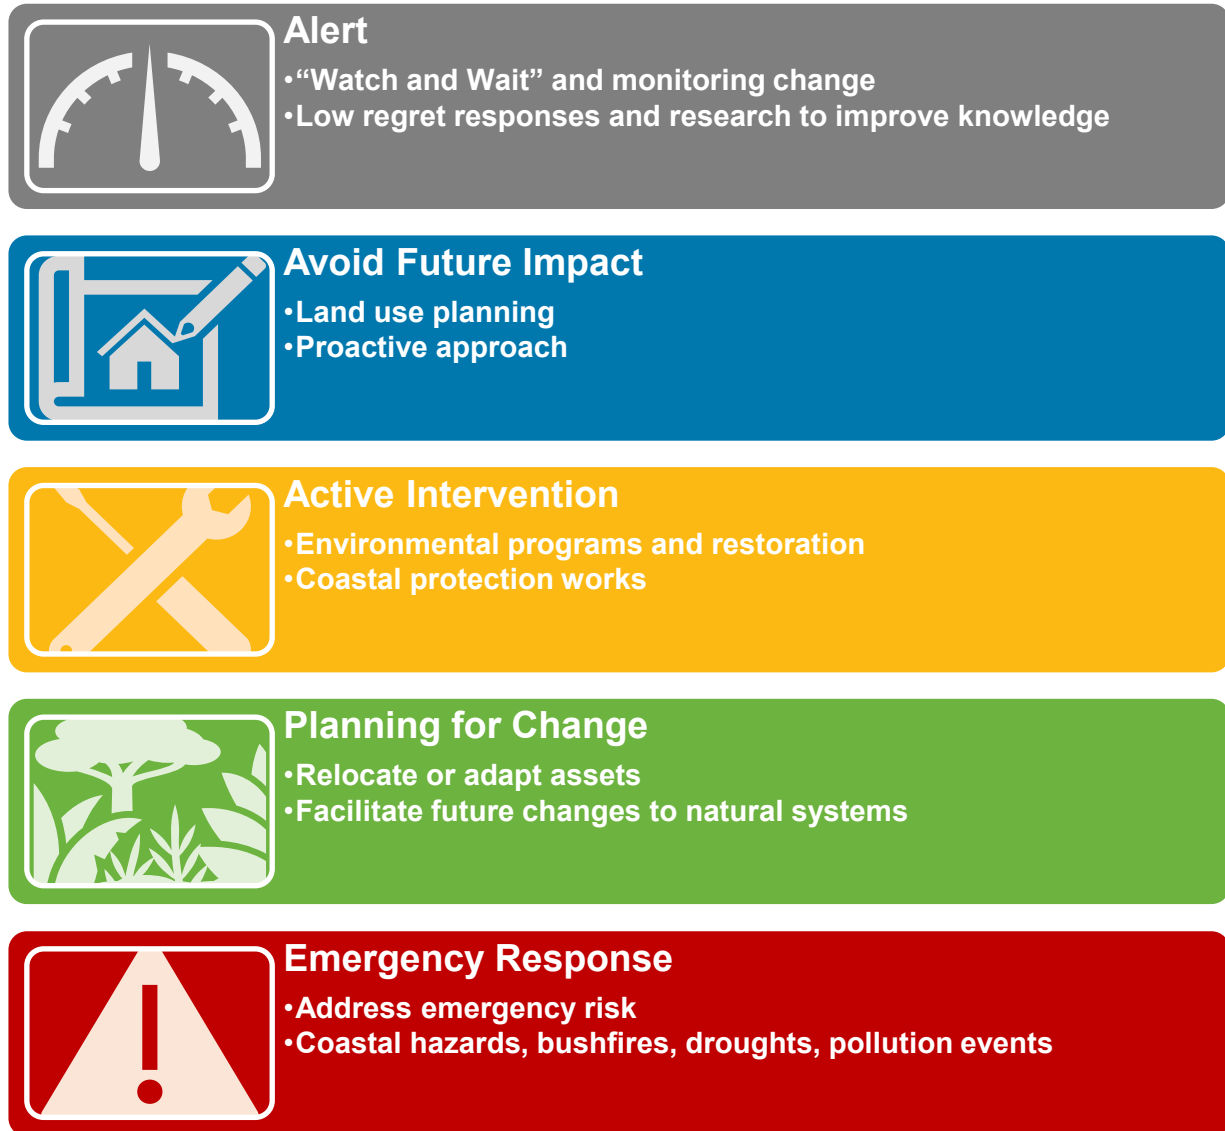 Alert
•“Watch and Wait” and monitoring change
•Low regret responses and research to improve knowledge
Avoid Future Impact
•Land use planning
•Proactive approach
Active Intervention
•Environmental programs and restoration
•Coastal protection works
Planning for Change
•Relocate or adapt assets
•Facilitate future changes to natural systems
Emergency Response
•Address emergency risk
•Coastal hazards, bushfires, droughts, pollution events